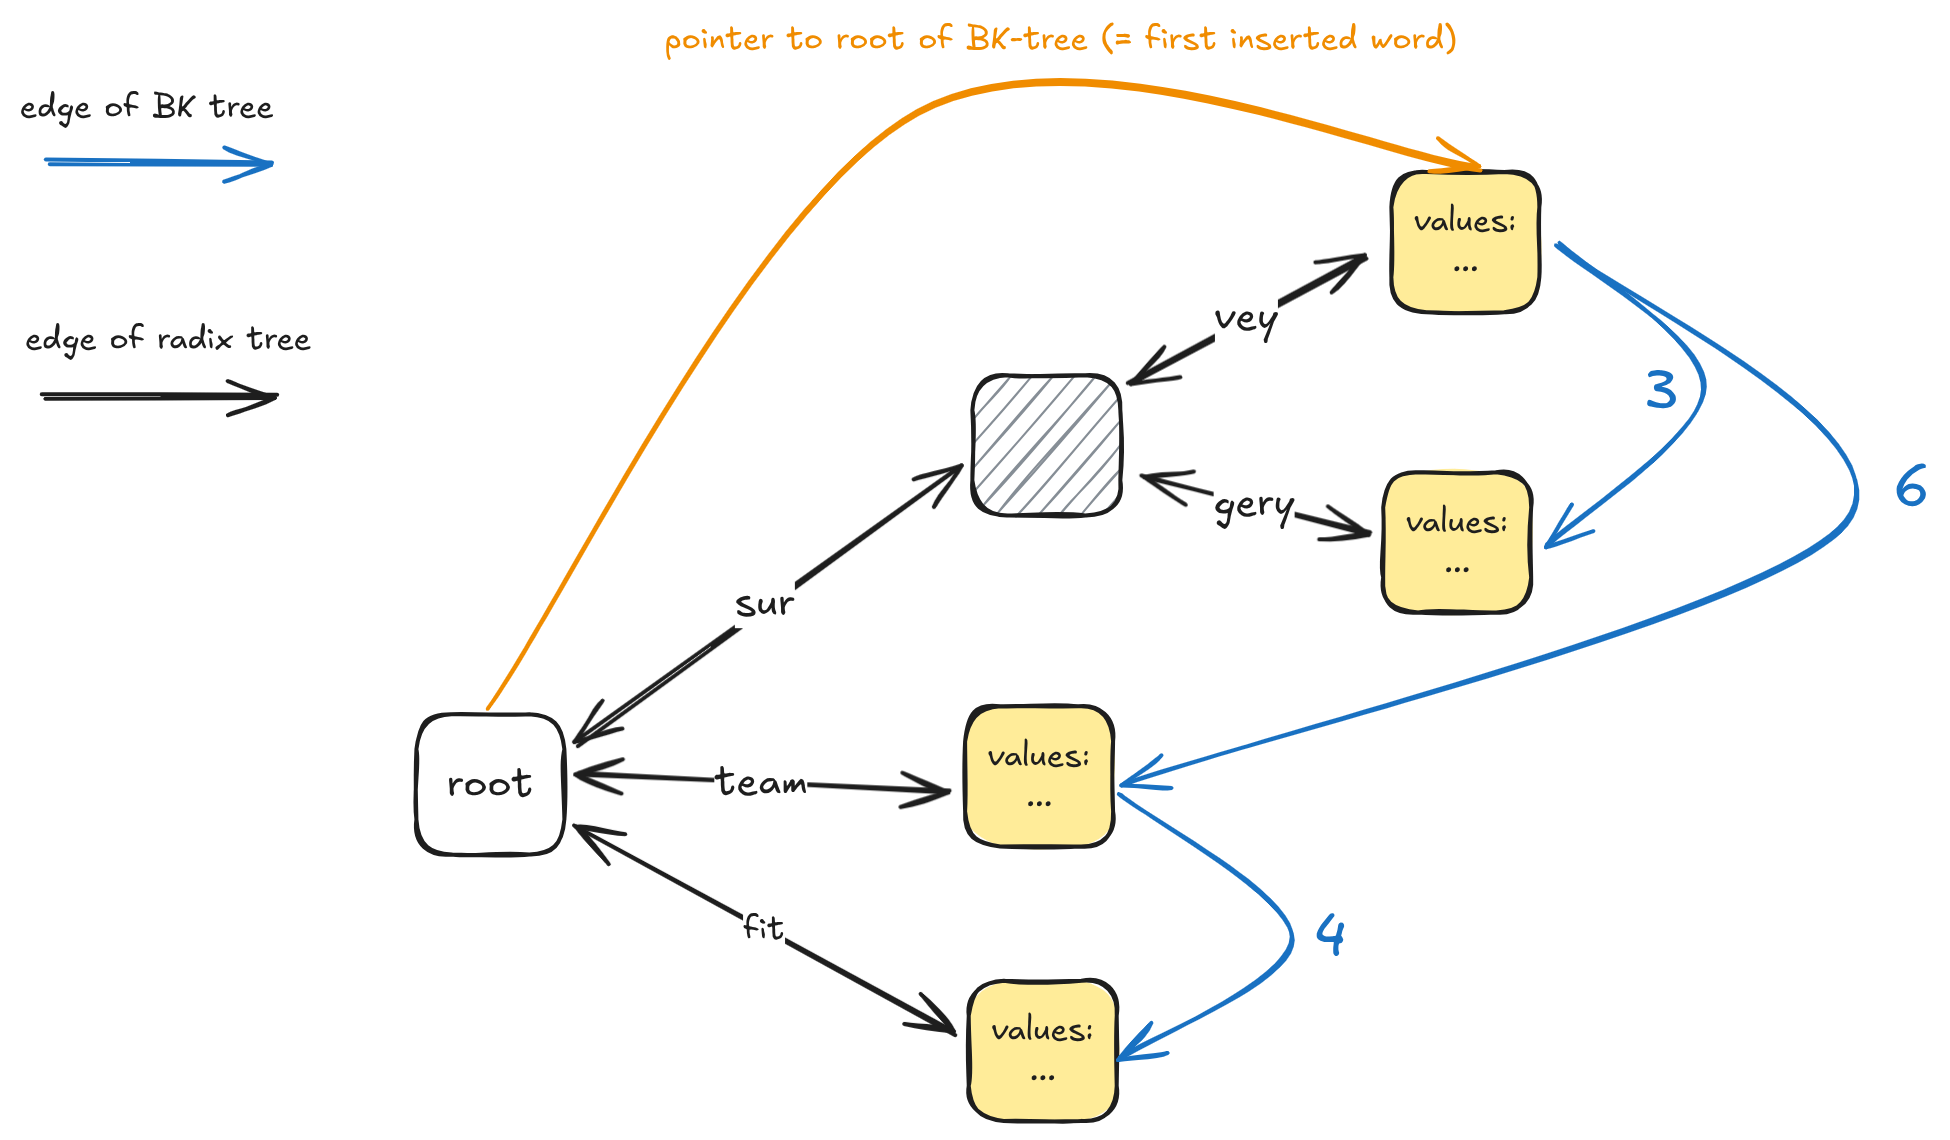 pointer to root of BK-tree (= first inserted word)
edge of BK tree
values:
...
vey
edge of radix tree
3
6
gery
values:
...
sur
root
team
values:
...
fit
4
values:
...